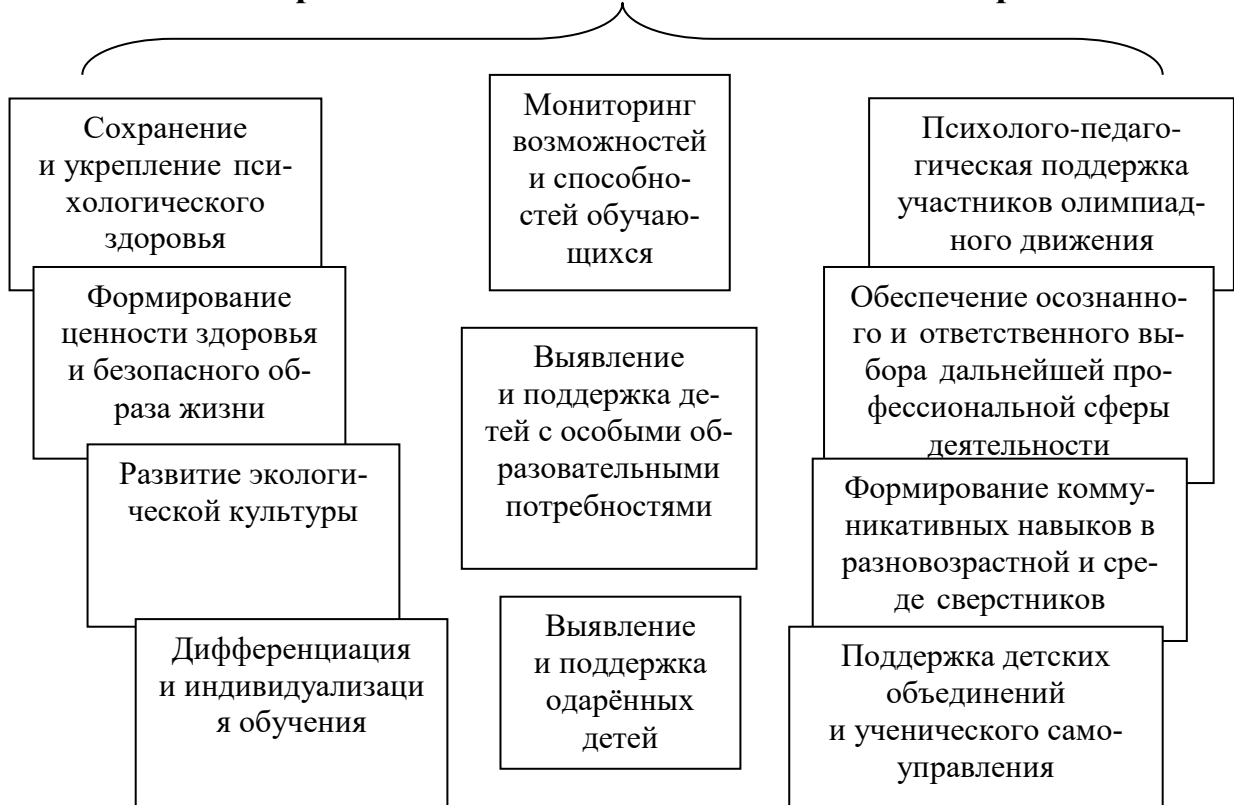 Сохранение
и укрепление пси-
хологического
здоровья
Формирование
ценности здоровья
и безопасного об-
раза жизни
Развитие экологи-
ческой культуры
Дифференциация
и индивидуализаци
я обучения
Мониторинг
возможностей
и способно-
стей обучаю-
щихся
Выявление
и поддержка де-
тей с особыми об-
разовательными
потребностями
Выявление
и поддержка
одарённых
детей
Психолого-педаго-
гическая поддержка
участников олимпиад-
ного движения
Обеспечение осознанно-
го и ответственного вы-
бора дальнейшей про-
фессиональной сферы
деятельности
Формирование комму-
никативных навыков в
разновозрастной и сре-
де сверстников
Поддержка детских
объединений
и ученического само-
управления